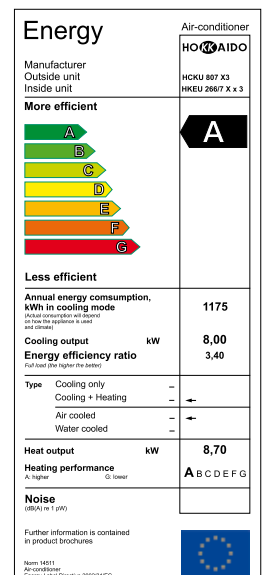 Energy
Air-conditioner
HOKKAIDO
Manufacturer
Outside unit
HCKU 807 X3
Inside unit
HKEU 266/7 X x 3
More efficient
A
A
B
C
D
E
F
G
Less efficient
Annual energy comsumption,
kWh in cooling mode
1175
(Actual consumption will depend
on how the appliance is used
and climate)
Cooling output kW 8,00
Energy efficiency ratio 3,40
Full load (the higher the better)
Type Cooling only –
Cooling + Heating – ←
Air cooled – ←
Water cooled –
Heat output kW 8,70
Heating performance
A B C D E F G
A: higher G: lower
Noise
(dB(A) re 1 pW)
Further information is contained
in product brochures
Norm 14511
Air-conditioner